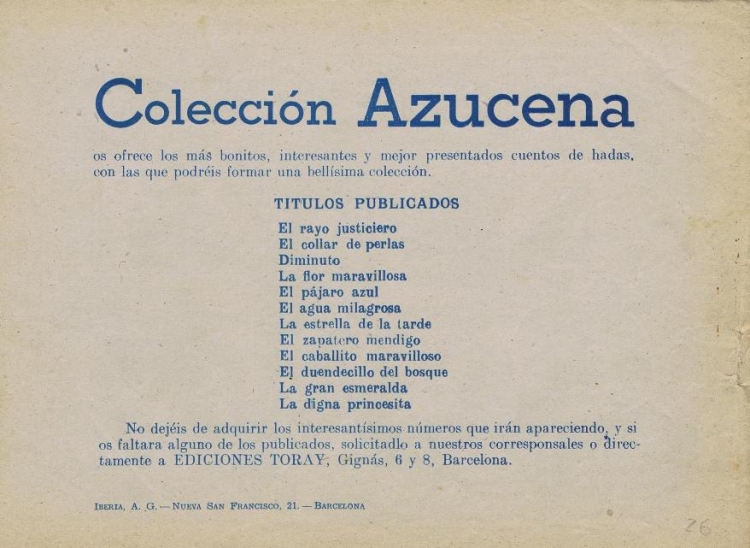 Colección Azucena
os ofrece los más bonitos, interesantes y mejor presentados cuentos de hadas,
con las que podréis formar una bellísima colección.
TITULOS PUBLICADOS
El rayo justiciero
El collar de perlas
Diminuto
La flor maravillosa
El pájaro azul
El agua milagrosa
La estrella de la tarde
El zapatero mendigo
El caballito maravilloso
El duendecillo del bosque
La gran esmeralda
La digna princesita
No dejéis de adquirir los interesantísimos números que irán apareciendo, y si
os faltara alguno de los publicados, solicitadlo a nuestros corresponsales o direc-
tamente a EDICIONES TORAY, Gignás, 6 y 8, Barcelona.
IBERIA, A. G. — NUEVA SAN FRANCISCO, 21. — BARCELONA
26